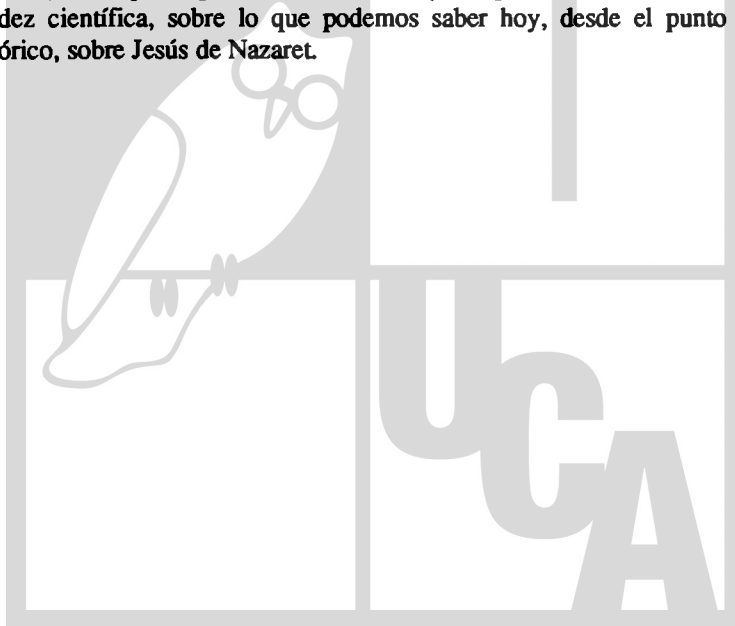 dez científica, sobre lo que podemos saber hoy, desde el punto
órico, sobre Jesús de Nazaret.
UCA